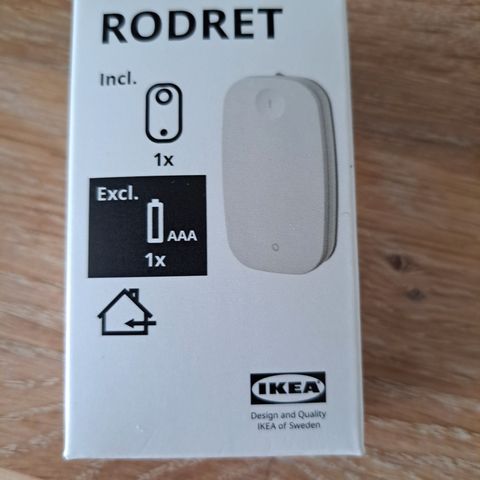 RODRET
Incl.
1x
Excl.
AAA
1x
IKEA
Design and Quality
IKEA of Sweden